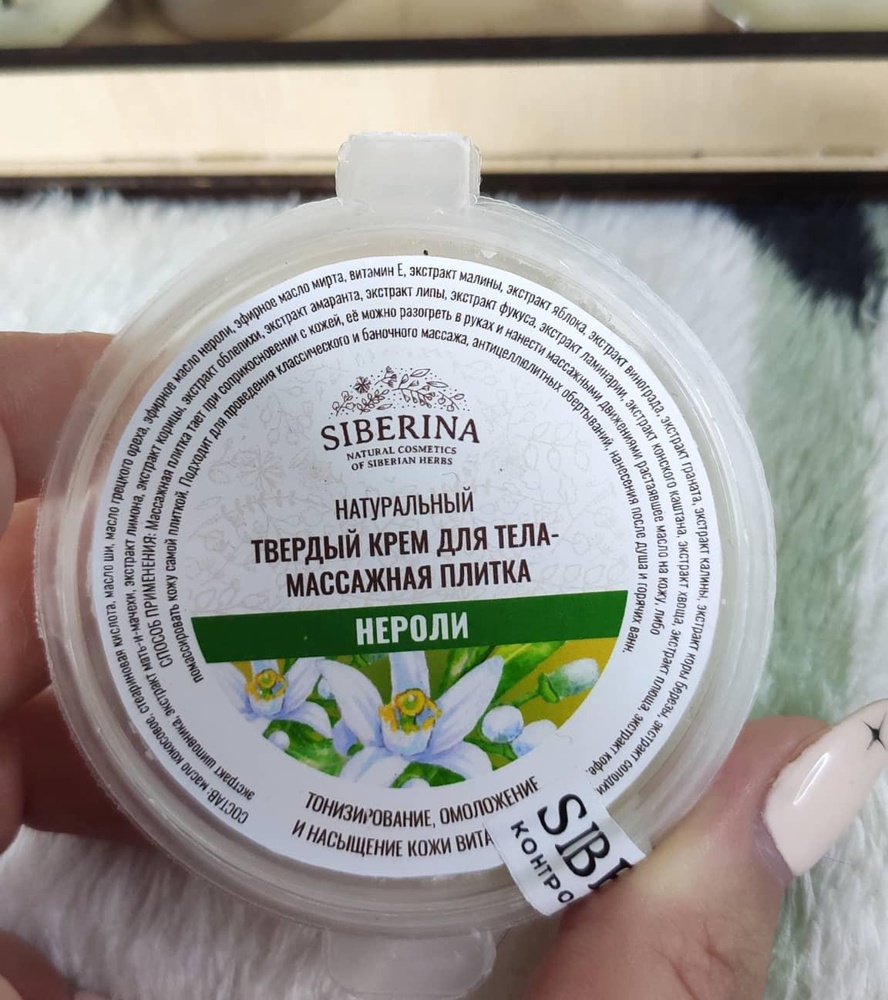 СОСТАВ: масло кокосовое, стериновая кислота, масло ши, масло грецкого ореха, эфирное масло нероли, эфирное масло мирта, витамин Е, экстракт малины, экстракт яблока, экстракт винограда, экстракт граната, экстракт калины, экстракт коры березы, экстракт солодки,
экстракт шиповника, экстракт мать-и-мачехи, экстракт лимона, экстракт корицы, экстракт облепихи, экстракт амаранта, экстракт липы, экстракт фукуса, экстракт ламинарии, экстракт конского каштана, экстракт хвоща, экстракт плюща, экстракт кофе.
СПОСОБ ПРИМЕНЕНИЯ: Массажная плитка тает при соприкосновении с кожей, её можно разогреть в руках и нанести массажными движениями растаявшее масло на кожу, либо
помассировать кожу самой плиткой. Подходит для проведения классического и баночного массажа, антицеллюлитных обертываний, нанесения после душа и горячих ванн.
SIBERINA
NATURAL COSMETICS
OF SIBERIAN HERBS
НАТУРАЛЬНЫЙ
ТВЕРДЫЙ КРЕМ ДЛЯ ТЕЛА-
МАССАЖНАЯ ПЛИТКА
НЕРОЛИ
ТОНИЗИРОВАНИЕ, ОМОЛОЖЕНИЕ
И НАСЫЩЕНИЕ КОЖИ ВИТА
SIBE
КОНТРО